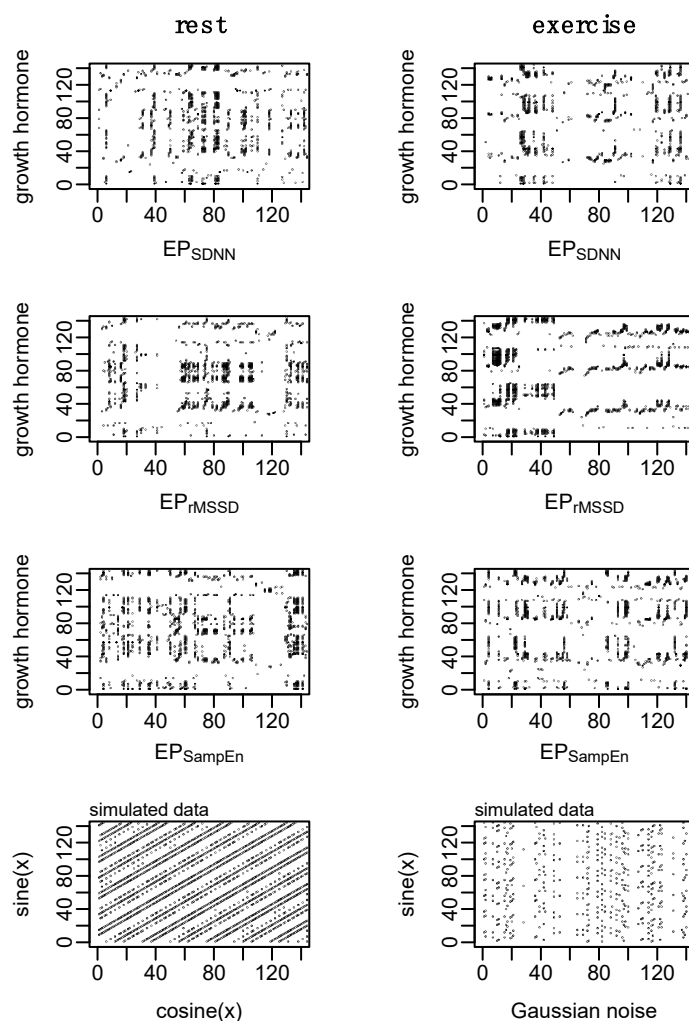 rest exercise
growth hormone
0 40 80 120
0 40 80 120
EPSDNN
growth hormone
0 40 80 120
0 40 80 120
EPSDNN
growth hormone
0 40 80 120
0 40 80 120
EPrMSSD
growth hormone
0 40 80 120
0 40 80 120
EPrMSSD
growth hormone
0 40 80 120
0 40 80 120
EPSampEn
growth hormone
0 40 80 120
0 40 80 120
EPSampEn
simulated data
sine(x)
0 40 80 120
0 40 80 120
cosine(x)
simulated data
sine(x)
0 40 80 120
0 40 80 120
Gaussian noise